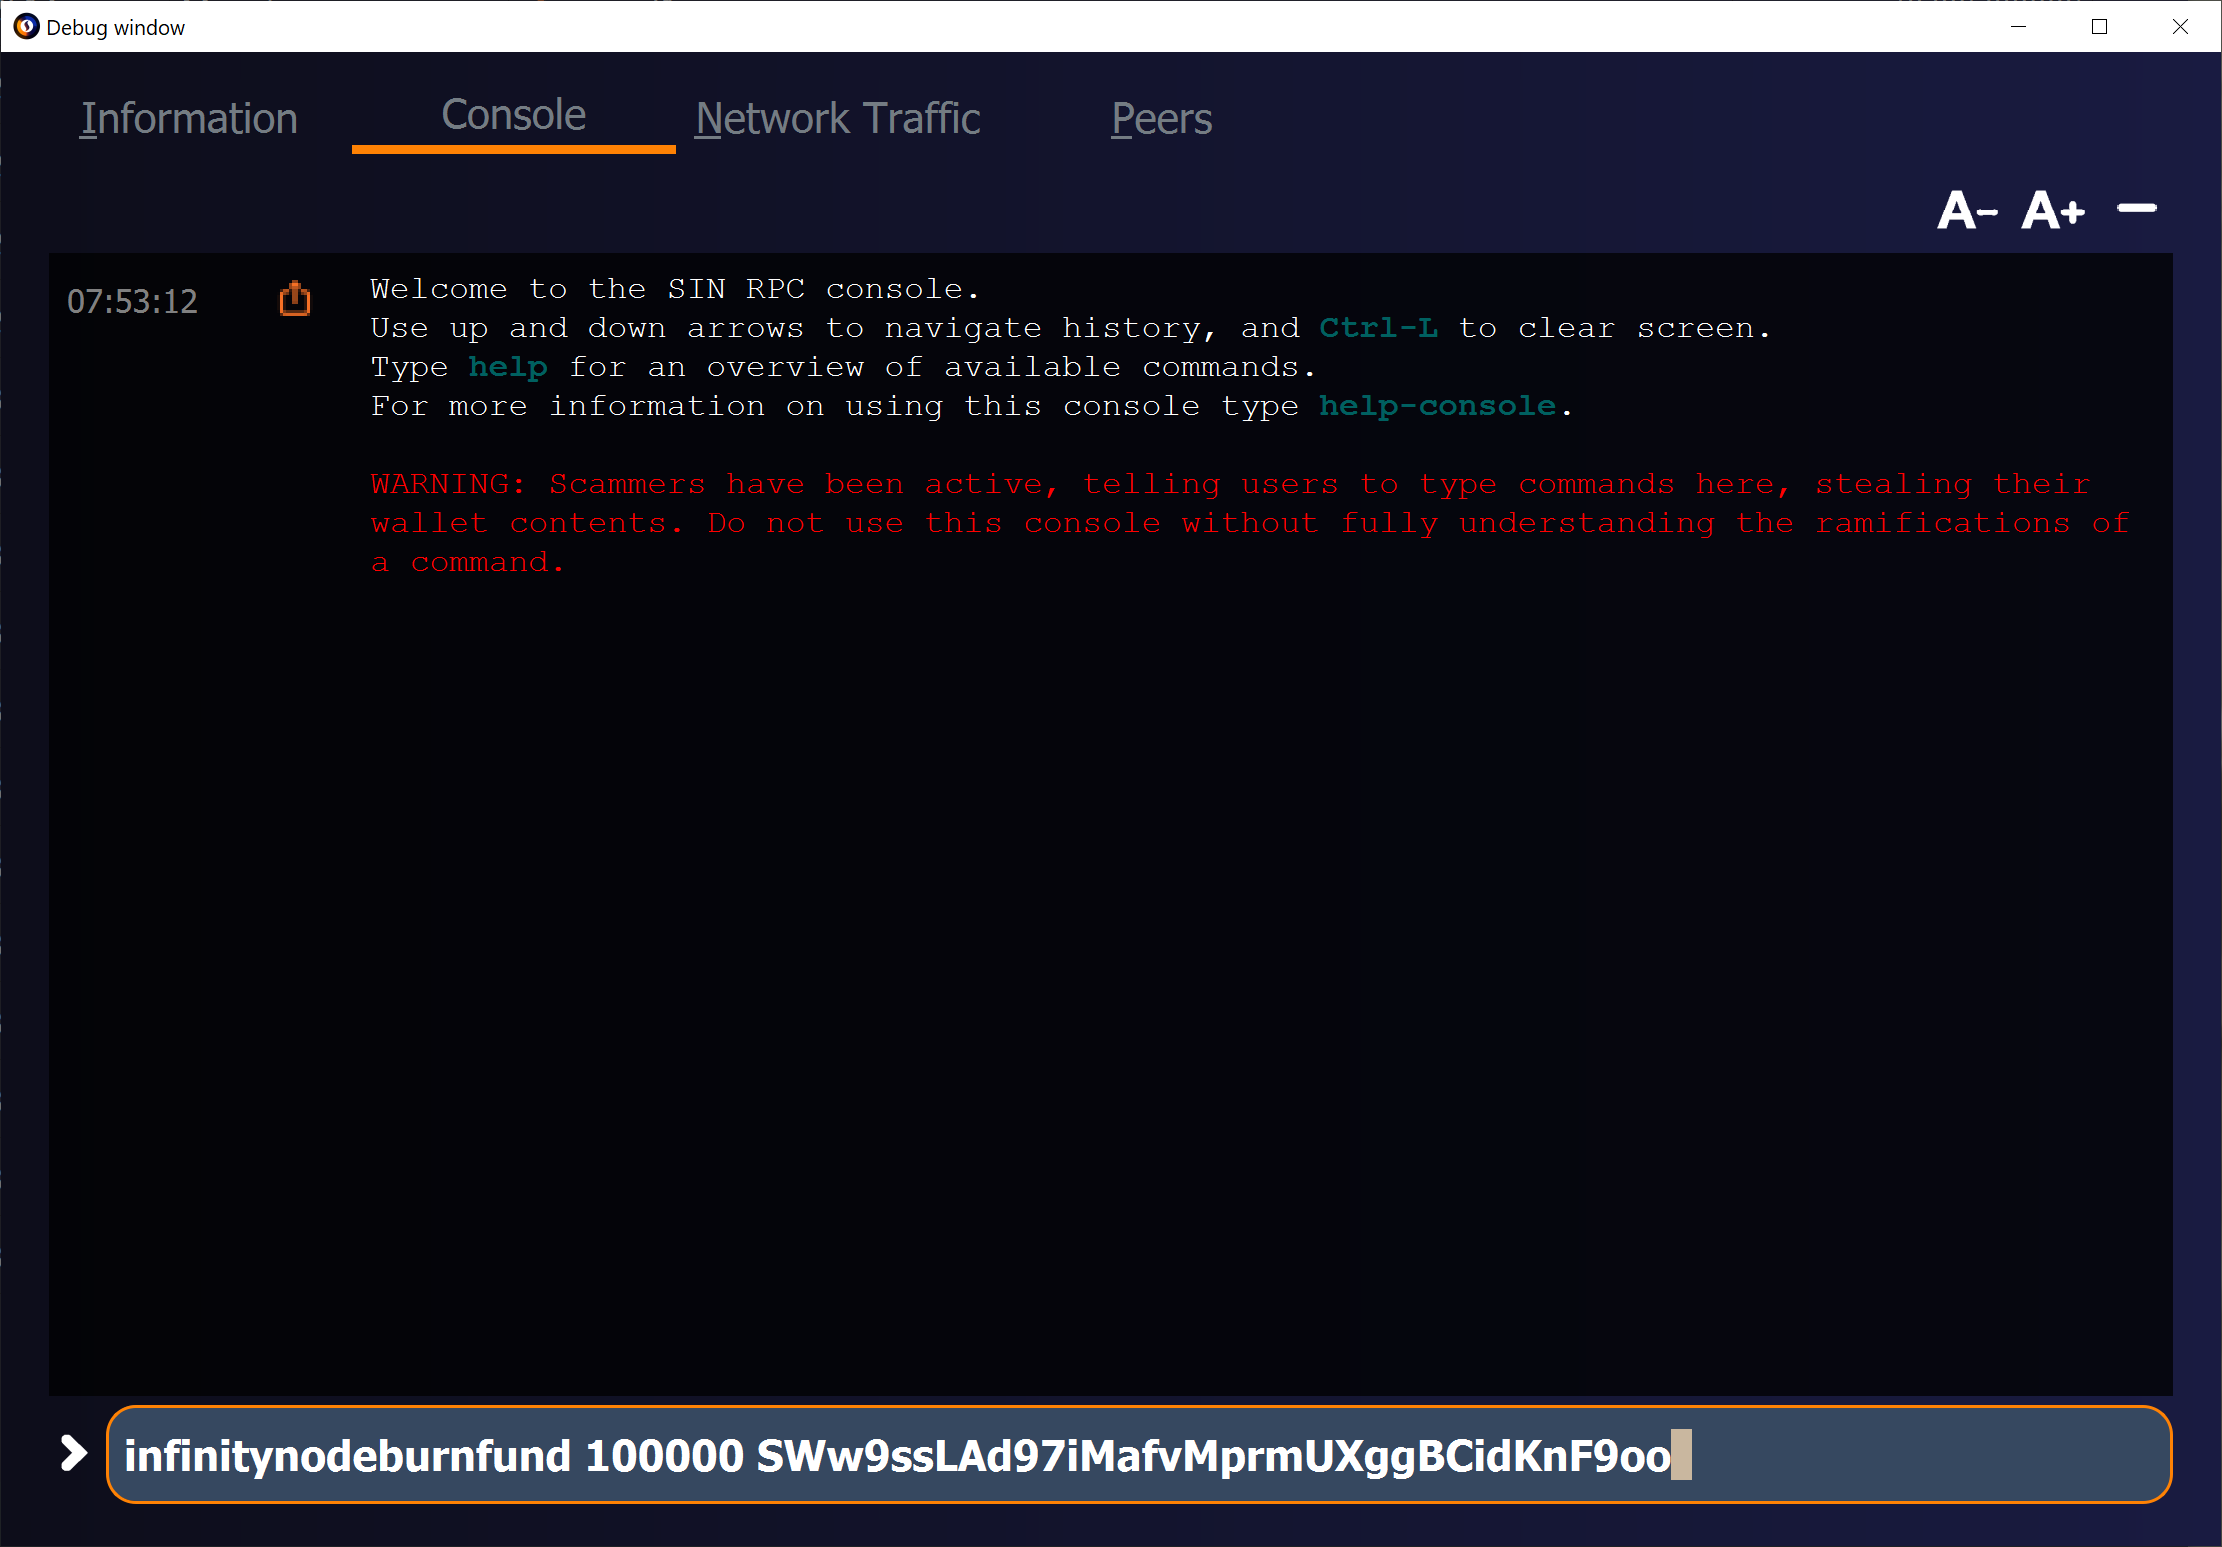 Debug window
Information
Console
Network Traffic
Peers
A- A+
07:53:12
Welcome to the SIN RPC console.
Use up and down arrows to navigate history, and Ctrl-L to clear screen.
Type help for an overview of available commands.
For more information on using this console type help-console.
WARNING: Scammers have been active, telling users to type commands here, stealing their
wallet contents. Do not use this console without fully understanding the ramifications of
a command.
infinitynodeburnfund 100000 SWw9ssLAd97iMafvMprmUXggBCidKnF9oo